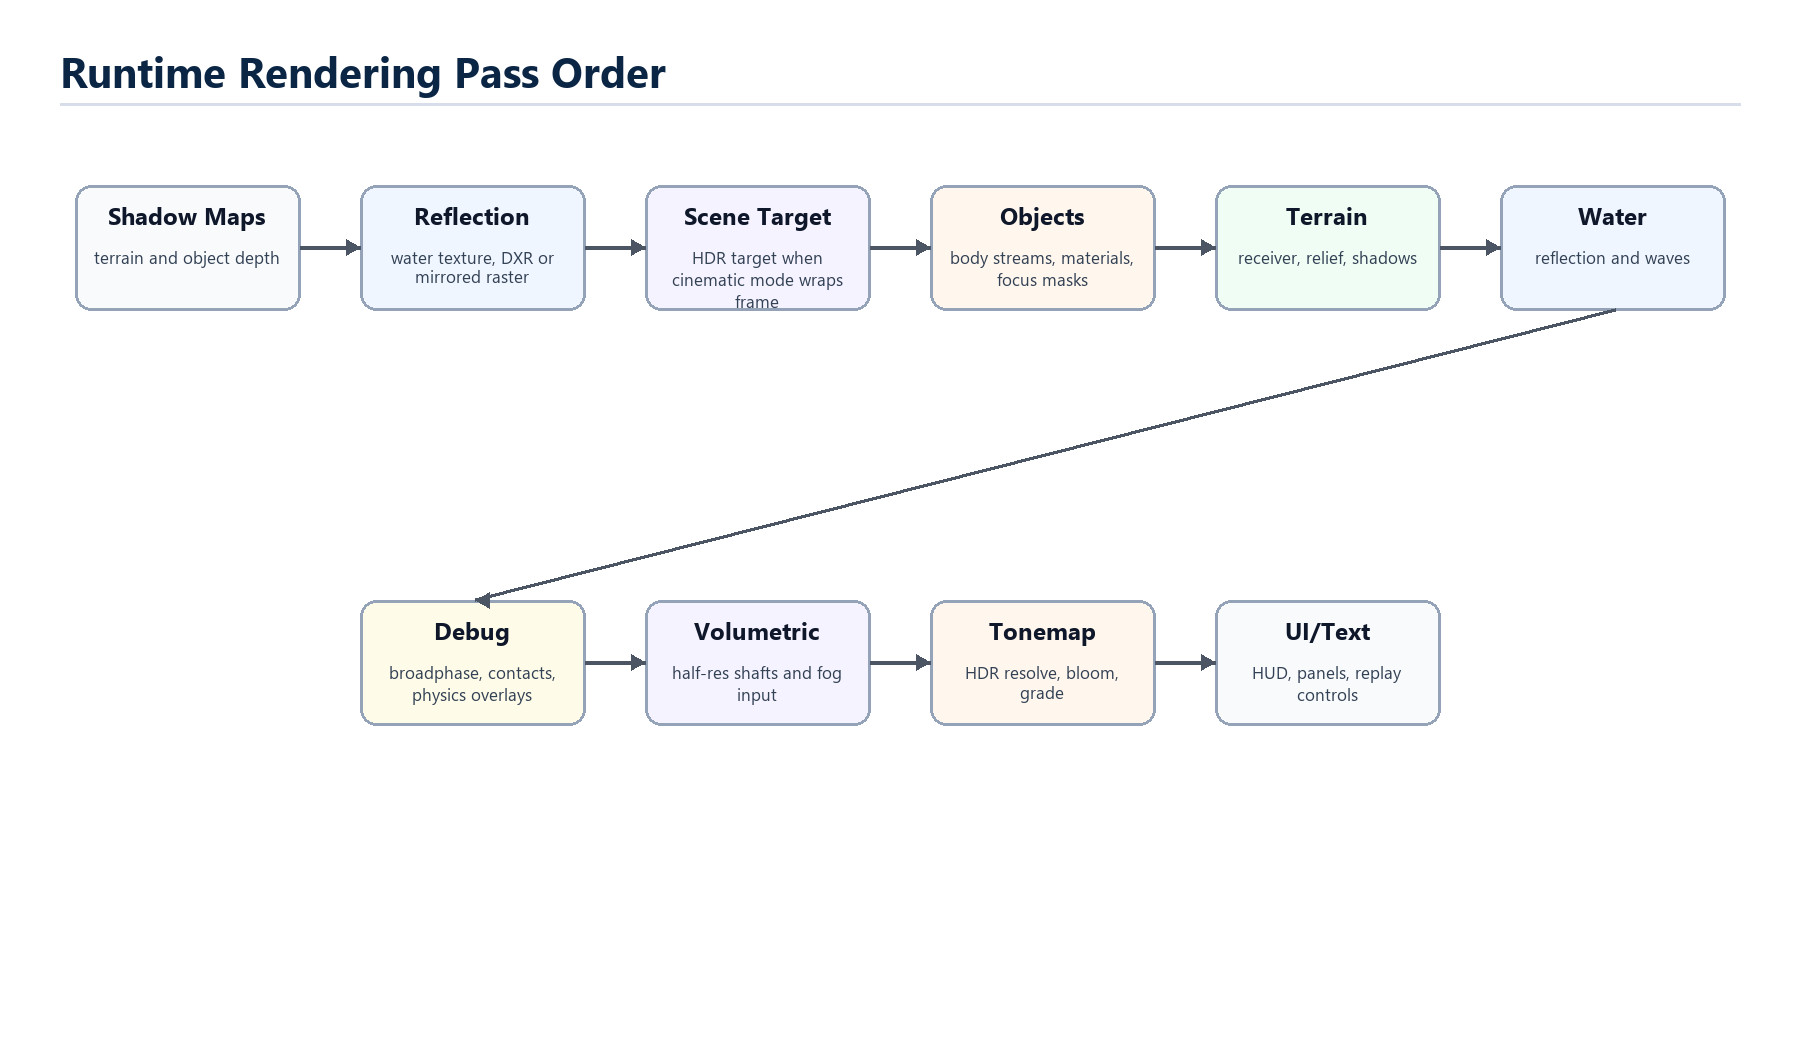 Runtime Rendering Pass Order
Shadow Maps
terrain and object depth
Reflection
water texture, DXR or
mirrored raster
Scene Target
HDR target when
cinematic mode wraps
frame
Objects
body streams, materials,
focus masks
Terrain
receiver, relief, shadows
Water
reflection and waves
Debug
broadphase, contacts,
physics overlays
Volumetric
half-res shafts and fog
input
Tonemap
HDR resolve, bloom,
grade
UI/Text
HUD, panels, replay
controls